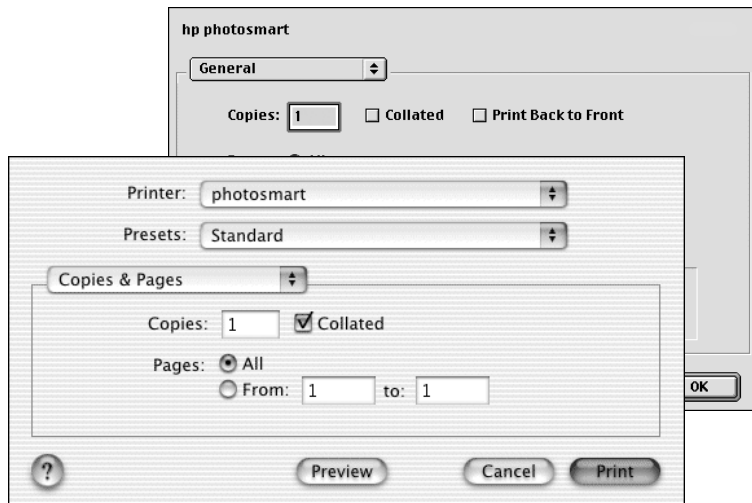 hp photosmart
General
Copies: 1 Collated Print Back to Front
Printer: photosmart
Presets: Standard
Copies & Pages
Copies: 1 Collated
Pages: All
From: 1 to: 1
OK
? Preview Cancel Print